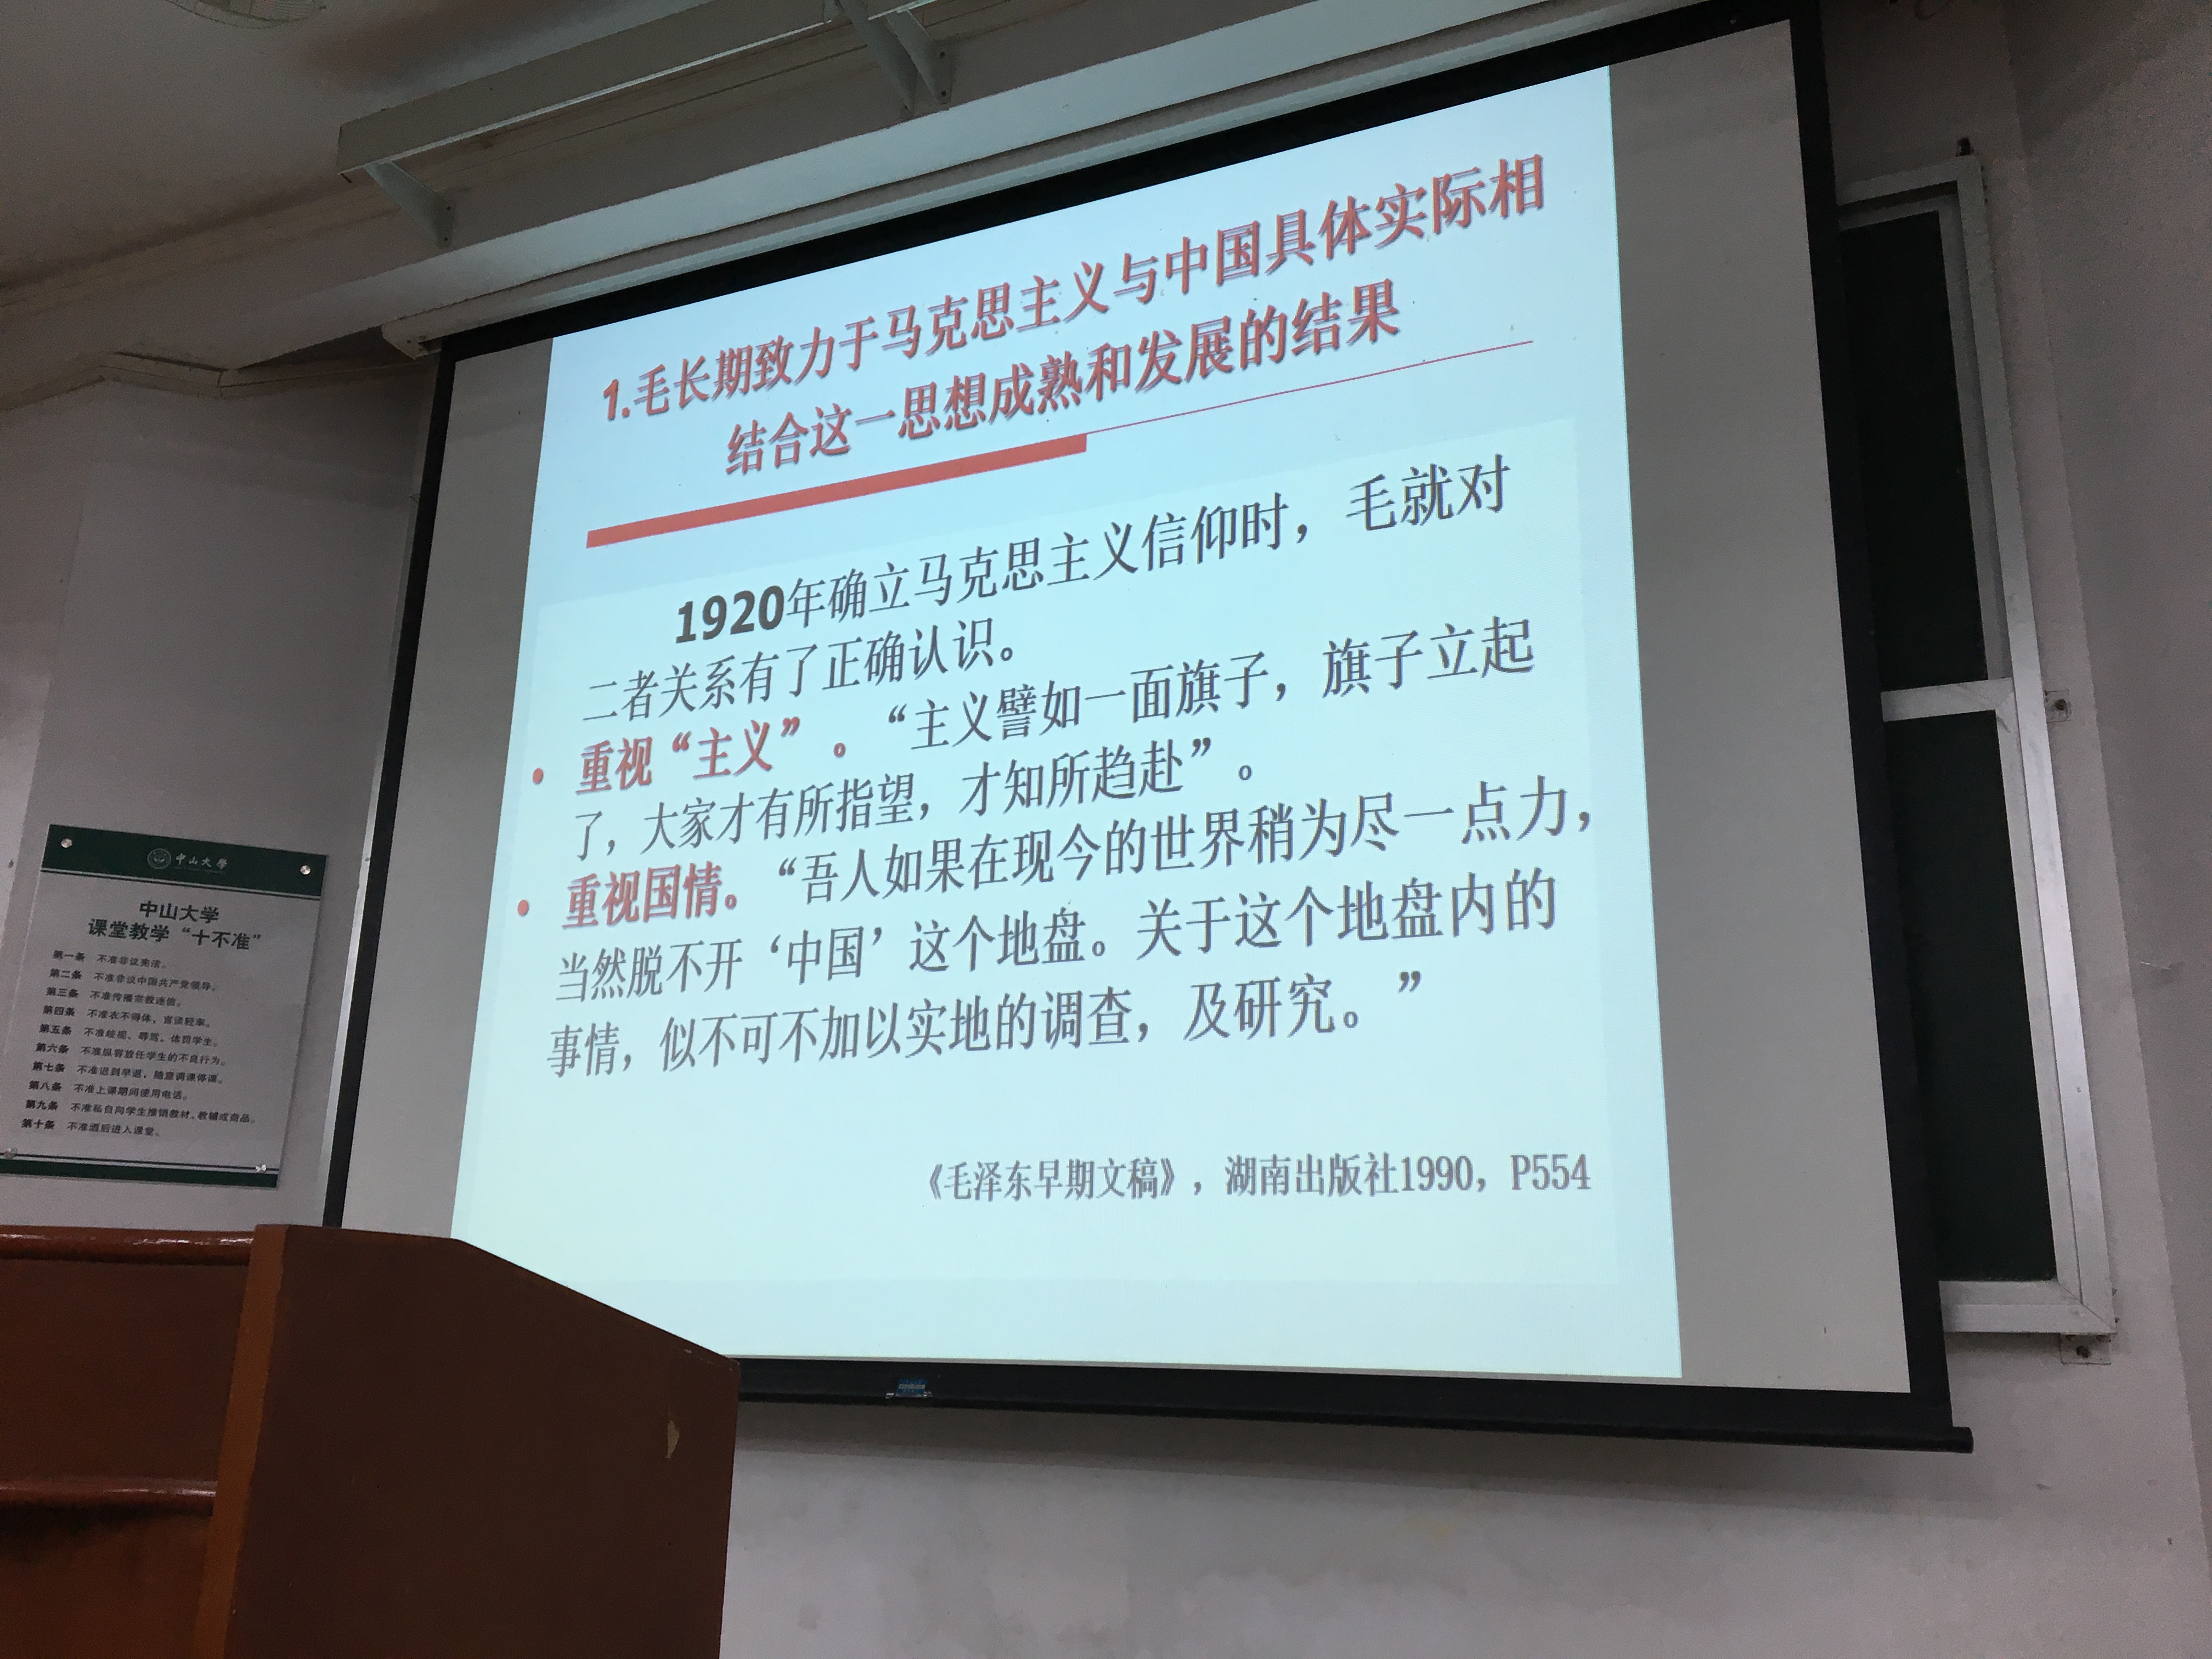 1.毛长期致力于马克思主义与中国具体实际相
结合这一思想成熟和发展的结果
1920年确立马克思主义信仰时，毛就对
二者关系有了正确认识。
• 重视“主义”。“主义譬如一面旗子，旗子立起
了，大家才有所指望，才知所趋赴”。
• 重视国情。“吾人如果在现今的世界稍为尽一点力，
当然脱不开‘中国’这个地盘。关于这个地盘内的
事情，似不可不加以实地的调查，及研究。”
《毛泽东早期文稿》，湖南出版社1990，P554
中山大學
中山大学
课堂教学“十不准”
第一条 不准非议宪法。
第二条 不准非议中国共产党领导。
第三条 不准传播宗教迷信。
第四条 不准衣不得体，言谈轻率。
第五条 不准歧视、辱骂、体罚学生。
第六条 不准纵容放任学生的不良行为。
第七条 不准迟到早退，随意调课停课。
第八条 不准上课期间使用电话。
第九条 不准私自向学生推销教材、教辅或商品。
第十条 不准酒后进入课堂。